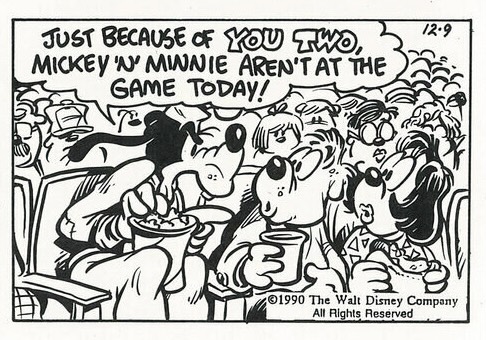 12·9
JUST BECAUSE OF YOU TWO,
MICKEY 'N' MINNIE AREN'T AT THE
GAME TODAY!
©1990 The Walt Disney Company
All Rights Reserved